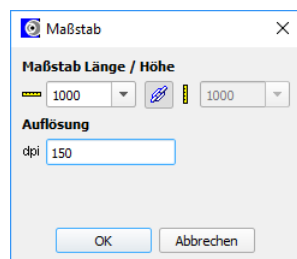 Maßstab
Maßstab Länge / Höhe
1000 1000
Auflösung
dpi 150
OK Abbrechen